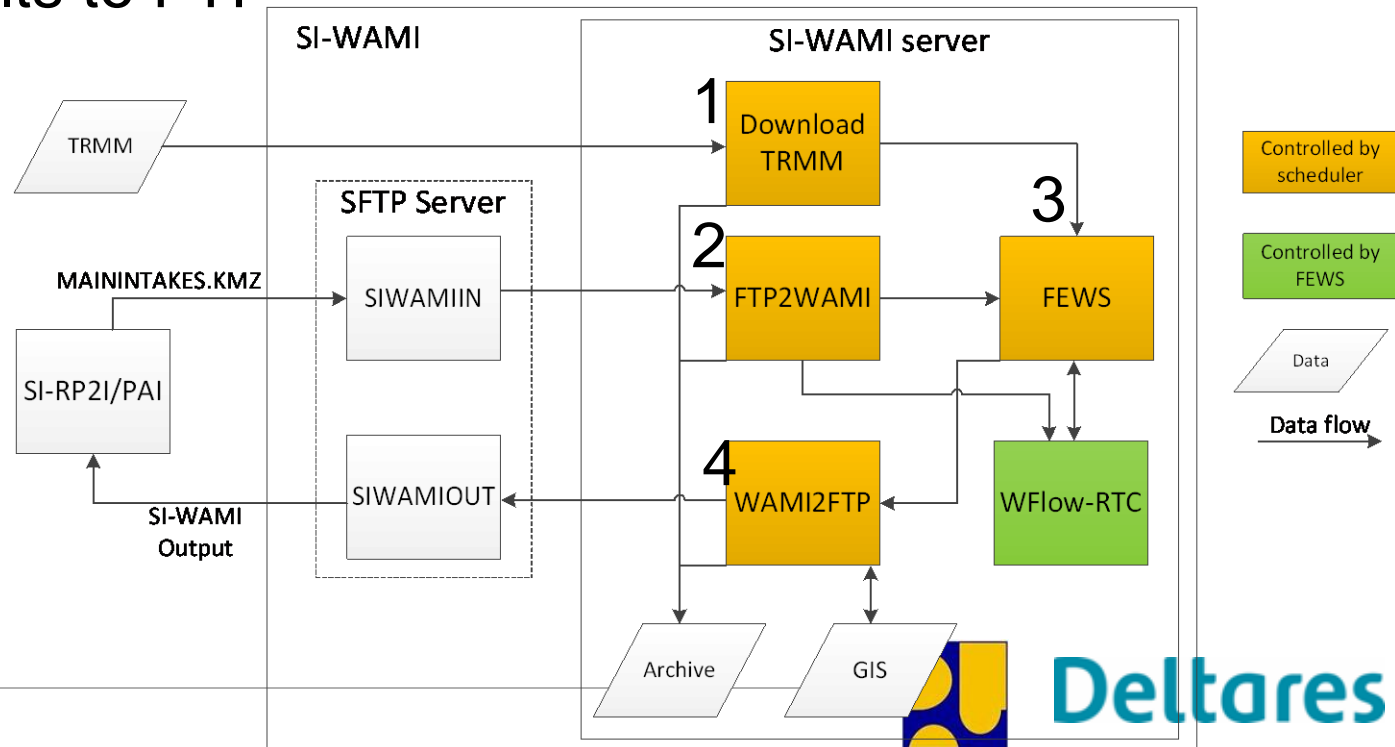 SI-WAMI
SI-WAMI server
1
Download
TRMM
TRMM
Controlled by
scheduler
SFTP Server
3
2
Controlled by
FEWS
MAININTAKES.KMZ
SIWAMIIN
FTP2WAMI
FEWS
Data
SI-RP2I/PAI
Data flow
4
SIWAMIOUT
WAMI2FTP
WFlow-RTC
SI-WAMI
Output
Archive
GIS
Deltares